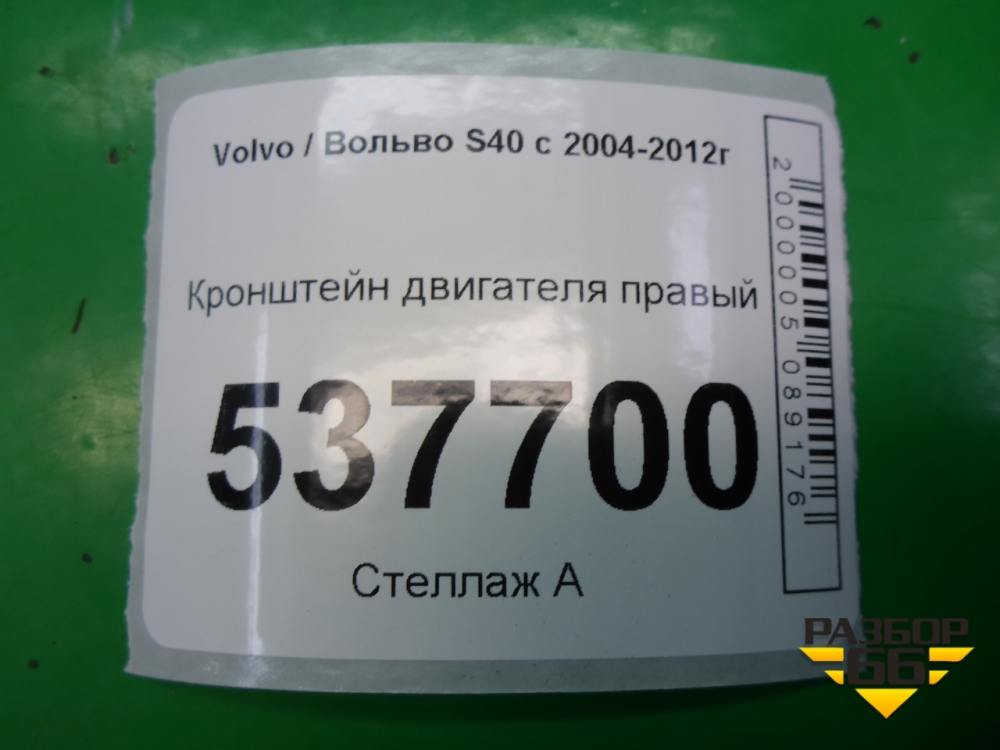 Volvo / Вольво S40 с 2004-2012г
Кронштейн двигателя правый
537700
Стеллаж А
2000005089176
РАЗБОР
66